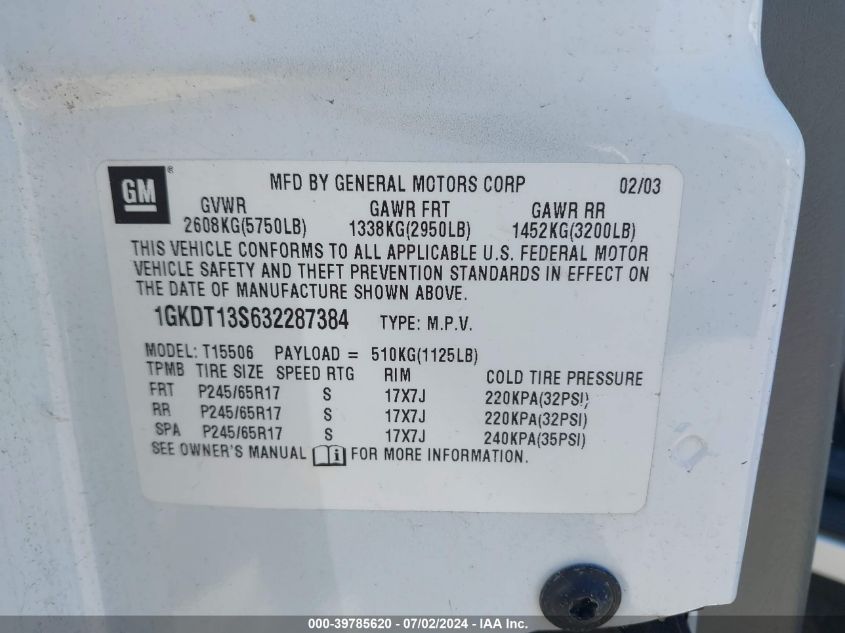 GM®
MFD BY GENERAL MOTORS CORP 02/03
GVWR GAWR FRT GAWR RR
2608KG(5750LB) 1338KG(2950LB) 1452KG(3200LB)
THIS VEHICLE CONFORMS TO ALL APPLICABLE U.S. FEDERAL MOTOR
VEHICLE SAFETY AND THEFT PREVENTION STANDARDS IN EFFECT ON
THE DATE OF MANUFACTURE SHOWN ABOVE.
1GKDT13S632287384 TYPE: M.P.V.
MODEL: T15506 PAYLOAD = 510KG(1125LB)
TPMB TIRE SIZE SPEED RTG RIM COLD TIRE PRESSURE
FRT P245/65R17 S 17X7J 220KPA(32PSI)
RR P245/65R17 S 17X7J 220KPA(32PSI)
SPA P245/65R17 S 17X7J 240KPA(35PSI)
SEE OWNER'S MANUAL i FOR MORE INFORMATION.
000-39785620 - 07/02/2024 - IAA Inc.